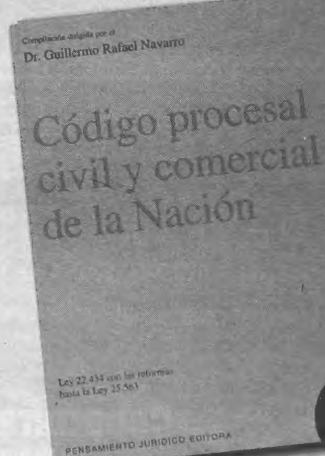 Compilación dirigida por el
Dr. Guillermo Rafael Navarro
Código procesal
civil y comercial
de la Nación
Ley 22.434 con las reformas
hasta la Ley 25.563
PENSAMIENTO JURIDICO EDITORA